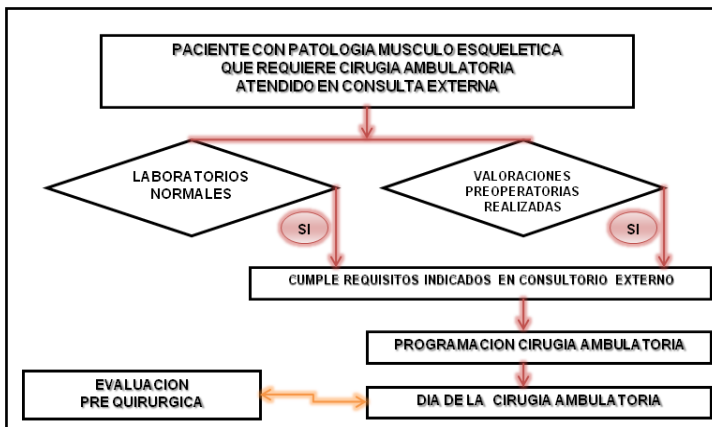 PACIENTE CON PATOLOGIA MUSCULO ESQUELETICA
QUE REQUIERE CIRUGIA AMBULATORIA
ATENDIDO EN CONSULTA EXTERNA
LABORATORIOS
NORMALES
VALORACIONES
PREOPERATORIAS
REALIZADAS
SI
SI
CUMPLE REQUISITOS INDICADOS EN CONSULTORIO EXTERNO
PROGRAMACION CIRUGIA AMBULATORIA
EVALUACION
PRE QUIRURGICA
DIA DE LA CIRUGIA AMBULATORIA